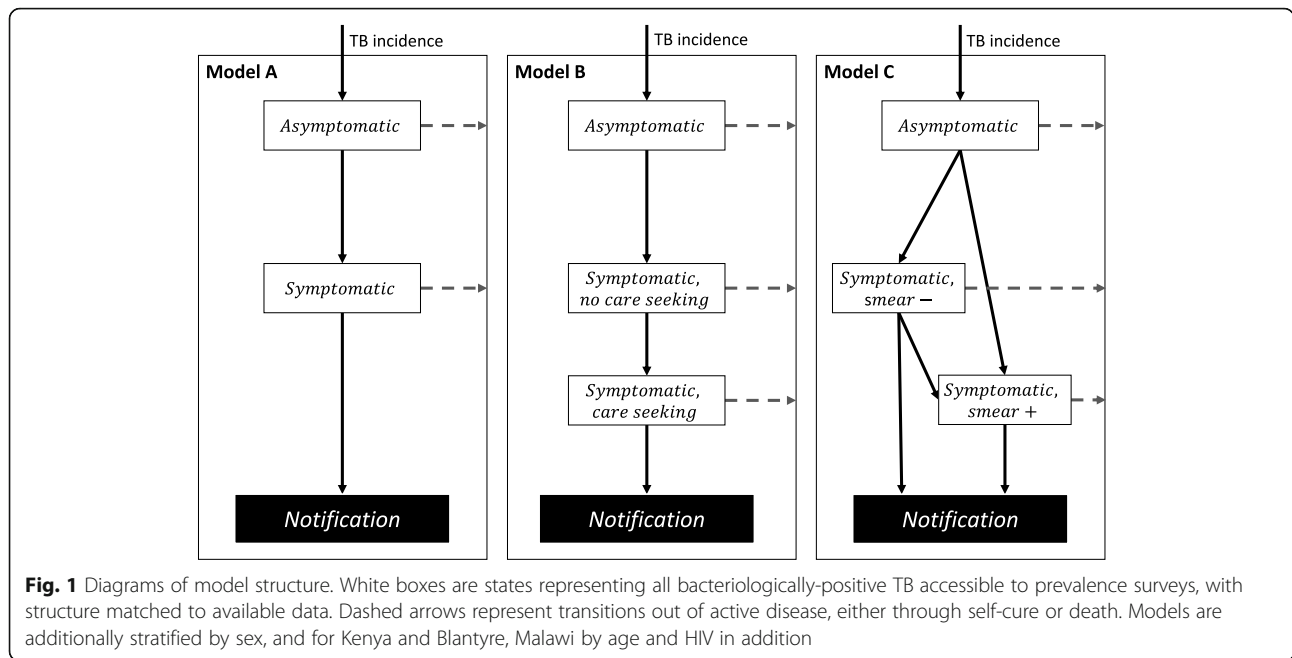 TB incidence
TB incidence
TB incidence
Model A
Model B
Model C
Asymptomatic
Asymptomatic
Asymptomatic
Symptomatic
Symptomatic,
no care seeking
Symptomatic,
smear −
Symptomatic,
care seeking
Symptomatic,
smear +
Notification
Notification
Notification
Fig. 1 Diagrams of model structure. White boxes are states representing all bacteriologically-positive TB accessible to prevalence surveys, with
structure matched to available data. Dashed arrows represent transitions out of active disease, either through self-cure or death. Models are
additionally stratified by sex, and for Kenya and Blantyre, Malawi by age and HIV in addition